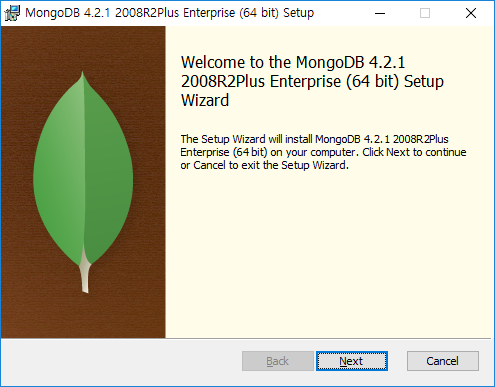 MongoDB 4.2.1 2008R2Plus Enterprise (64 bit) Setup
Welcome to the MongoDB 4.2.1
2008R2Plus Enterprise (64 bit) Setup
Wizard
The Setup Wizard will install MongoDB 4.2.1 2008R2Plus
Enterprise (64 bit) on your computer. Click Next to continue
or Cancel to exit the Setup Wizard.
Back Next Cancel